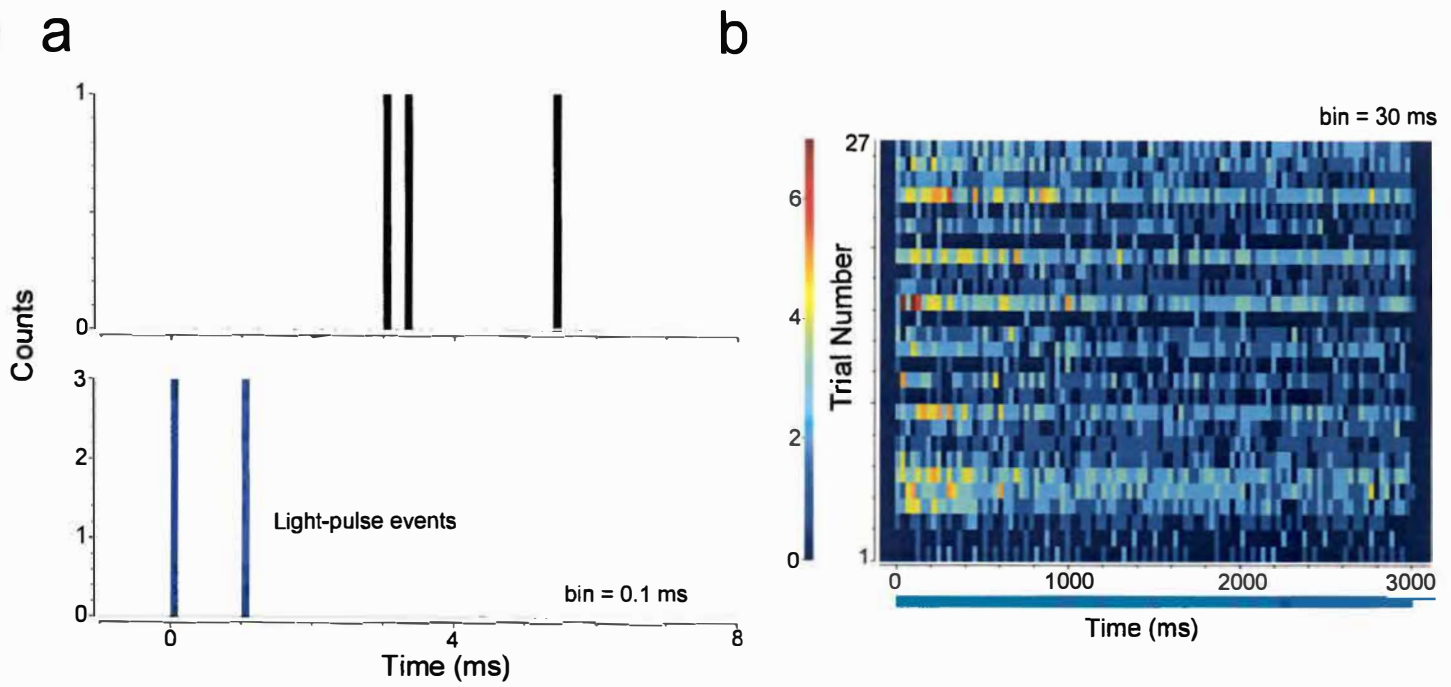 a
1
0
Counts
3
2
1
0
Light-pulse events
bin = 0.1 ms
0 4 8
Time (ms)
b
bin = 30 ms
6
4
2
0
27
Trial Number
1
0 1000 2000 3000
Time (ms)